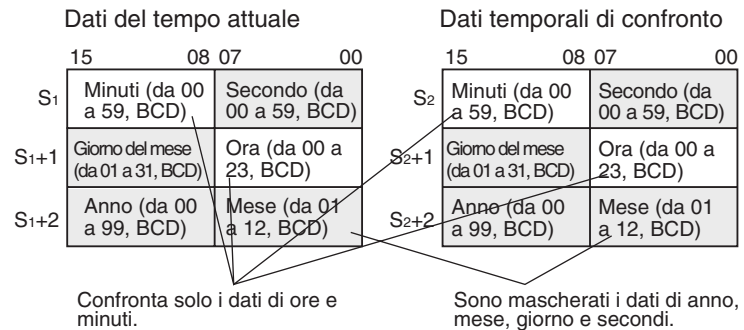 Dati del tempo attuale
Dati temporali di confronto
15 08 07 00
15 08 07 00
S1
Minuti (da 00
a 59, BCD)
Secondo (da
00 a 59, BCD)
S2
Minuti (da 00
a 59, BCD)
Secondo (da
00 a 59, BCD)
S1+1
Giorno del mese
(da 01 a 31, BCD)
Ora (da 00 a
23, BCD)
S2+1
Giorno del mese
(da 01 a 31, BCD)
Ora (da 00 a
23, BCD)
S1+2
Anno (da 00
a 99, BCD)
Mese (da 01
a 12, BCD)
S2+2
Anno (da 00
a 99, BCD)
Mese (da 01
a 12, BCD)
Confronta solo i dati di ore e
minuti.
Sono mascherati i dati di anno,
mese, giorno e secondi.